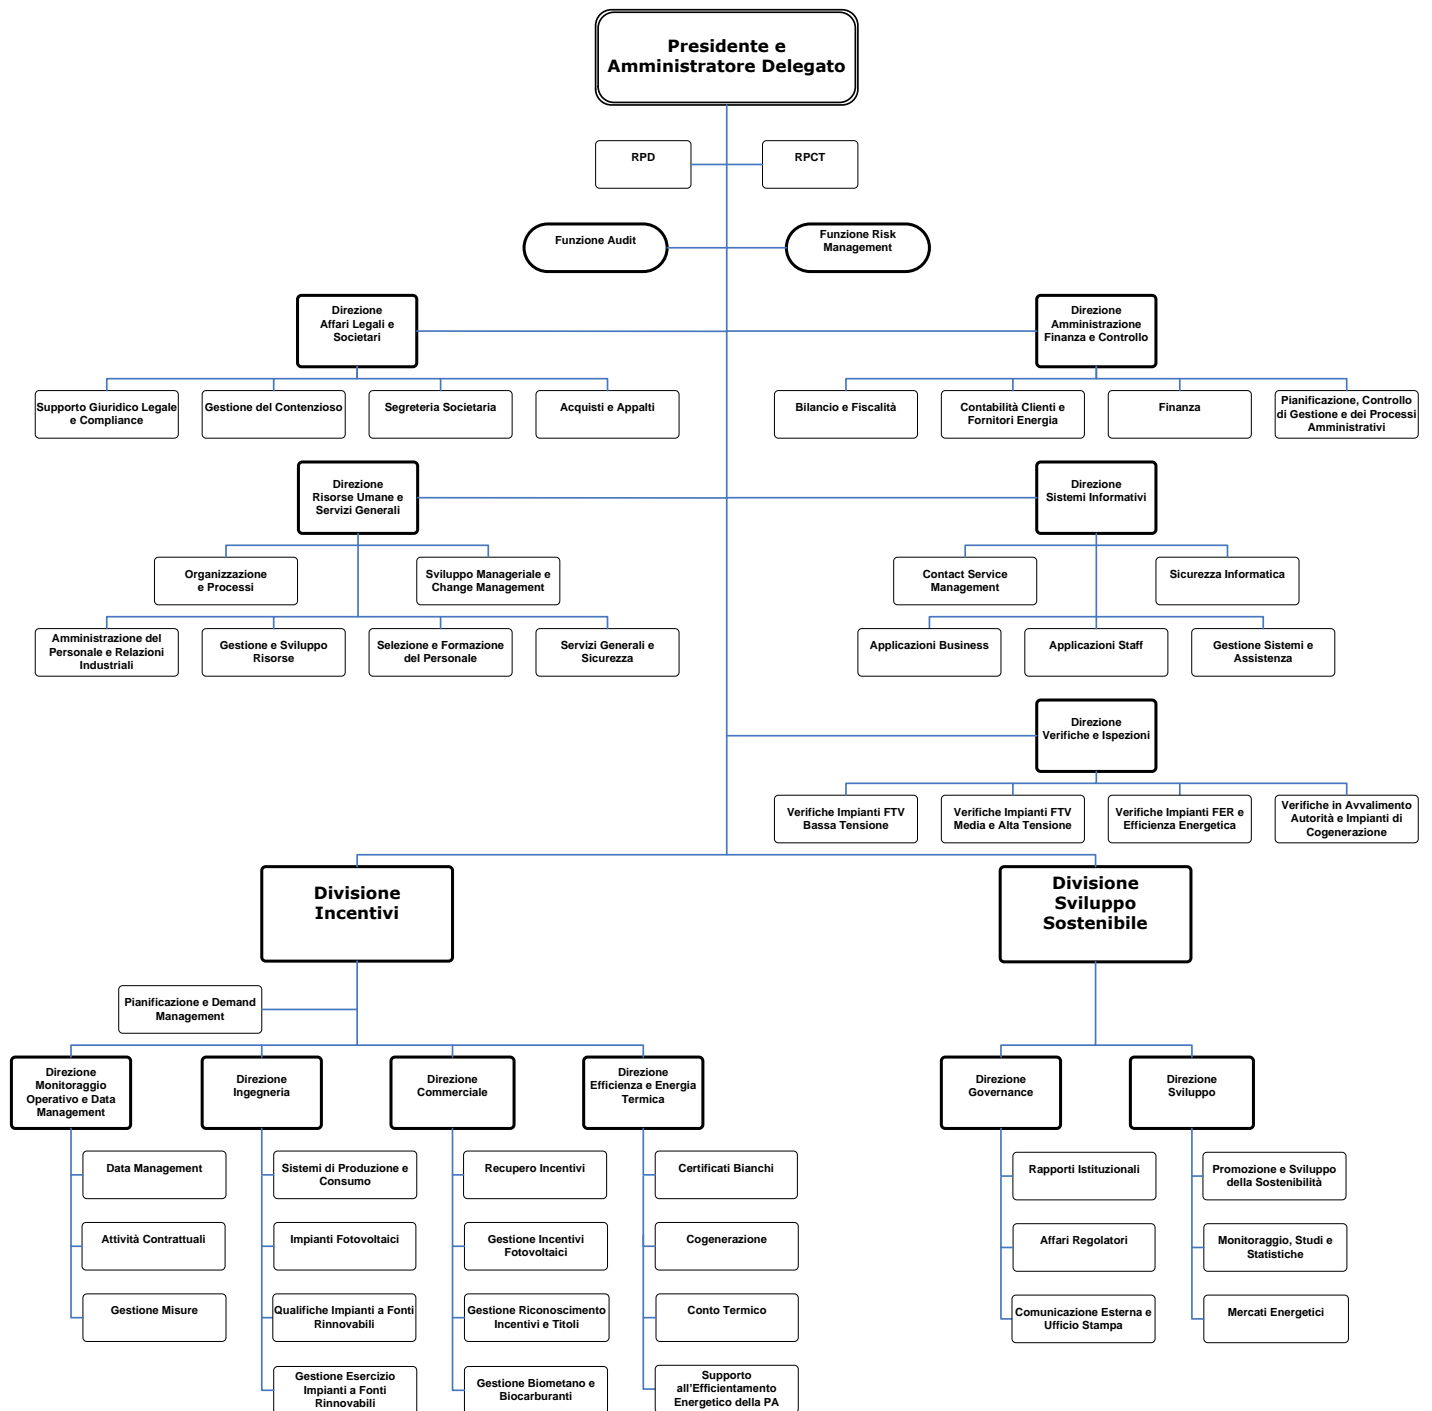 Presidente e
Amministratore Delegato
RPD
RPCT
Funzione Audit
Funzione Risk
Management
Direzione
Affari Legali e
Societari
Direzione
Amministrazione
Finanza e Controllo
Supporto Giuridico Legale
e Compliance
Gestione del Contenzioso
Segreteria Societaria
Acquisti e Appalti
Bilancio e Fiscalità
Contabilità Clienti e
Fornitori Energia
Finanza
Pianificazione, Controllo
di Gestione e dei Processi
Amministrativi
Direzione
Risorse Umane e
Servizi Generali
Direzione
Sistemi Informativi
Organizzazione
e Processi
Sviluppo Manageriale e
Change Management
Contact Service
Management
Sicurezza Informatica
Amministrazione del
Personale e Relazioni
Industriali
Gestione e Sviluppo
Risorse
Selezione e Formazione
del Personale
Servizi Generali e
Sicurezza
Applicazioni Business
Applicazioni Staff
Gestione Sistemi e
Assistenza
Direzione
Verifiche e Ispezioni
Verifiche Impianti FTV
Bassa Tensione
Verifiche Impianti FTV
Media e Alta Tensione
Verifiche Impianti FER e
Efficienza Energetica
Verifiche in Avvalimento
Autorità e Impianti di
Cogenerazione
Divisione
Incentivi
Divisione
Sviluppo
Sostenibile
Pianificazione e Demand
Management
Direzione
Monitoraggio
Operativo e Data
Management
Direzione
Ingegneria
Direzione
Commerciale
Direzione
Efficienza e Energia
Termica
Direzione
Governance
Direzione
Sviluppo
Data Management
Sistemi di Produzione e
Consumo
Recupero Incentivi
Certificati Bianchi
Rapporti Istituzionali
Promozione e Sviluppo
della Sostenibilità
Attività Contrattuali
Impianti Fotovoltaici
Gestione Incentivi
Fotovoltaici
Cogenerazione
Affari Regolatori
Monitoraggio, Studi e
Statistiche
Gestione Misure
Qualifiche Impianti a Fonti
Rinnovabili
Gestione Riconoscimento
Incentivi e Titoli
Conto Termico
Comunicazione Esterna e
Ufficio Stampa
Mercati Energetici
Gestione Esercizio
Impianti a Fonti
Rinnovabili
Gestione Biometano e
Biocarburanti
Supporto
all'Efficientamento
Energetico della PA